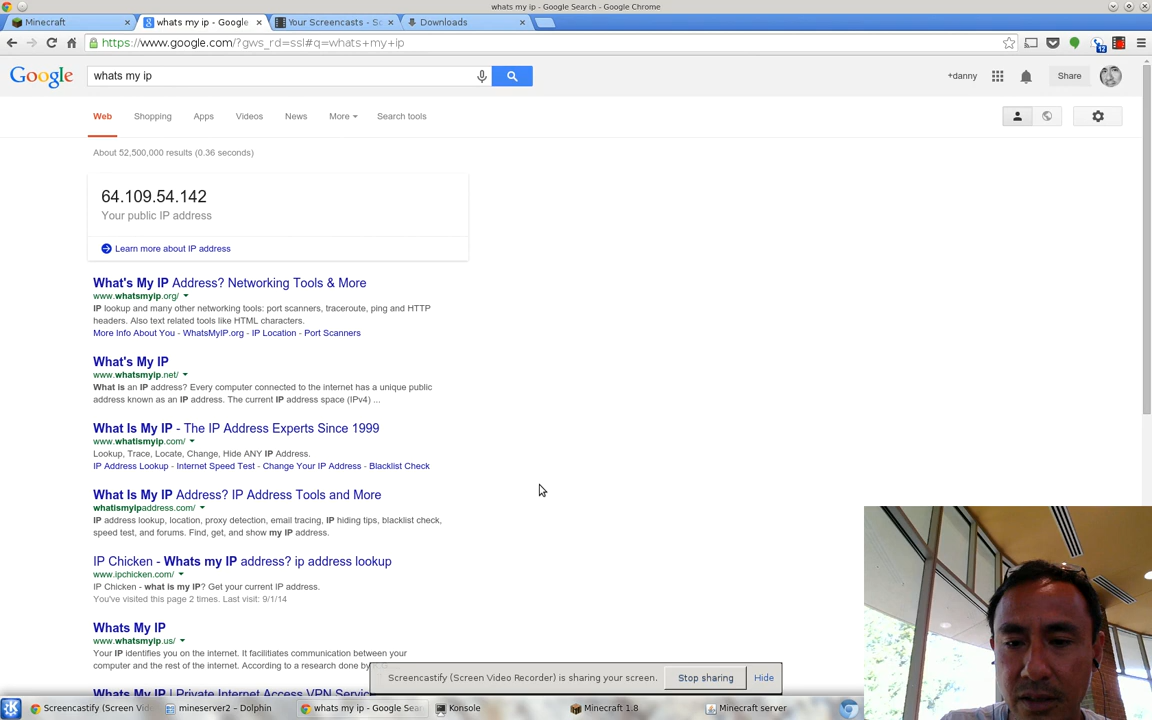 whats my ip - Google Search - Google Chrome
Minecraft
whats my ip - Google
Your Screencasts - Sc
Downloads
https://www.google.com/?gws_rd=ssl#q=whats+my+ip
12
Google
whats my ip
+danny
Share
Web
Shopping
Apps
Videos
News
More
Search tools
About 52,500,000 results (0.36 seconds)
64.109.54.142
Your public IP address
Learn more about IP address
What's My IP Address? Networking Tools & More
www.whatsmyip.org/
IP lookup and many other networking tools: port scanners, traceroute, ping and HTTP
headers. Also text related tools like HTML characters.
More Info About You - WhatsMyIP.org - IP Location - Port Scanners
What's My IP
www.whatsmyip.net/
What is an IP address? Every computer connected to the internet has a unique public
address known as an IP address. The current IP address space (IPv4) ...
What Is My IP - The IP Address Experts Since 1999
www.whatismyip.com/
Lookup, Trace, Locate, Change, Hide ANY IP Address.
IP Address Lookup - Internet Speed Test - Change Your IP Address - Blacklist Check
What Is My IP Address? IP Address Tools and More
whatismyipaddress.com/
IP address lookup, location, proxy detection, email tracing, IP hiding tips, blacklist check,
speed test, and forums. Find, get, and show my IP address.
IP Chicken - Whats my IP address? ip address lookup
www.ipchicken.com/
IP Chicken - what is my IP? Get your current IP address.
You've visited this page 2 times. Last visit: 9/1/14
Whats My IP
www.whatsmyip.us/
Your IP identifies you on the internet. It faciliitates communication between your
computer and the rest of the internet. According to a research done by
Whats My IP | Private Internet Access VPN Servic
Screencastify (Screen Video Recorder) is sharing your screen.
Stop sharing
Hide
Screencastify (Screen Vide
mineserver2 – Dolphin
whats my ip - Google Sear
Konsole
Minecraft 1.8
Minecraft server